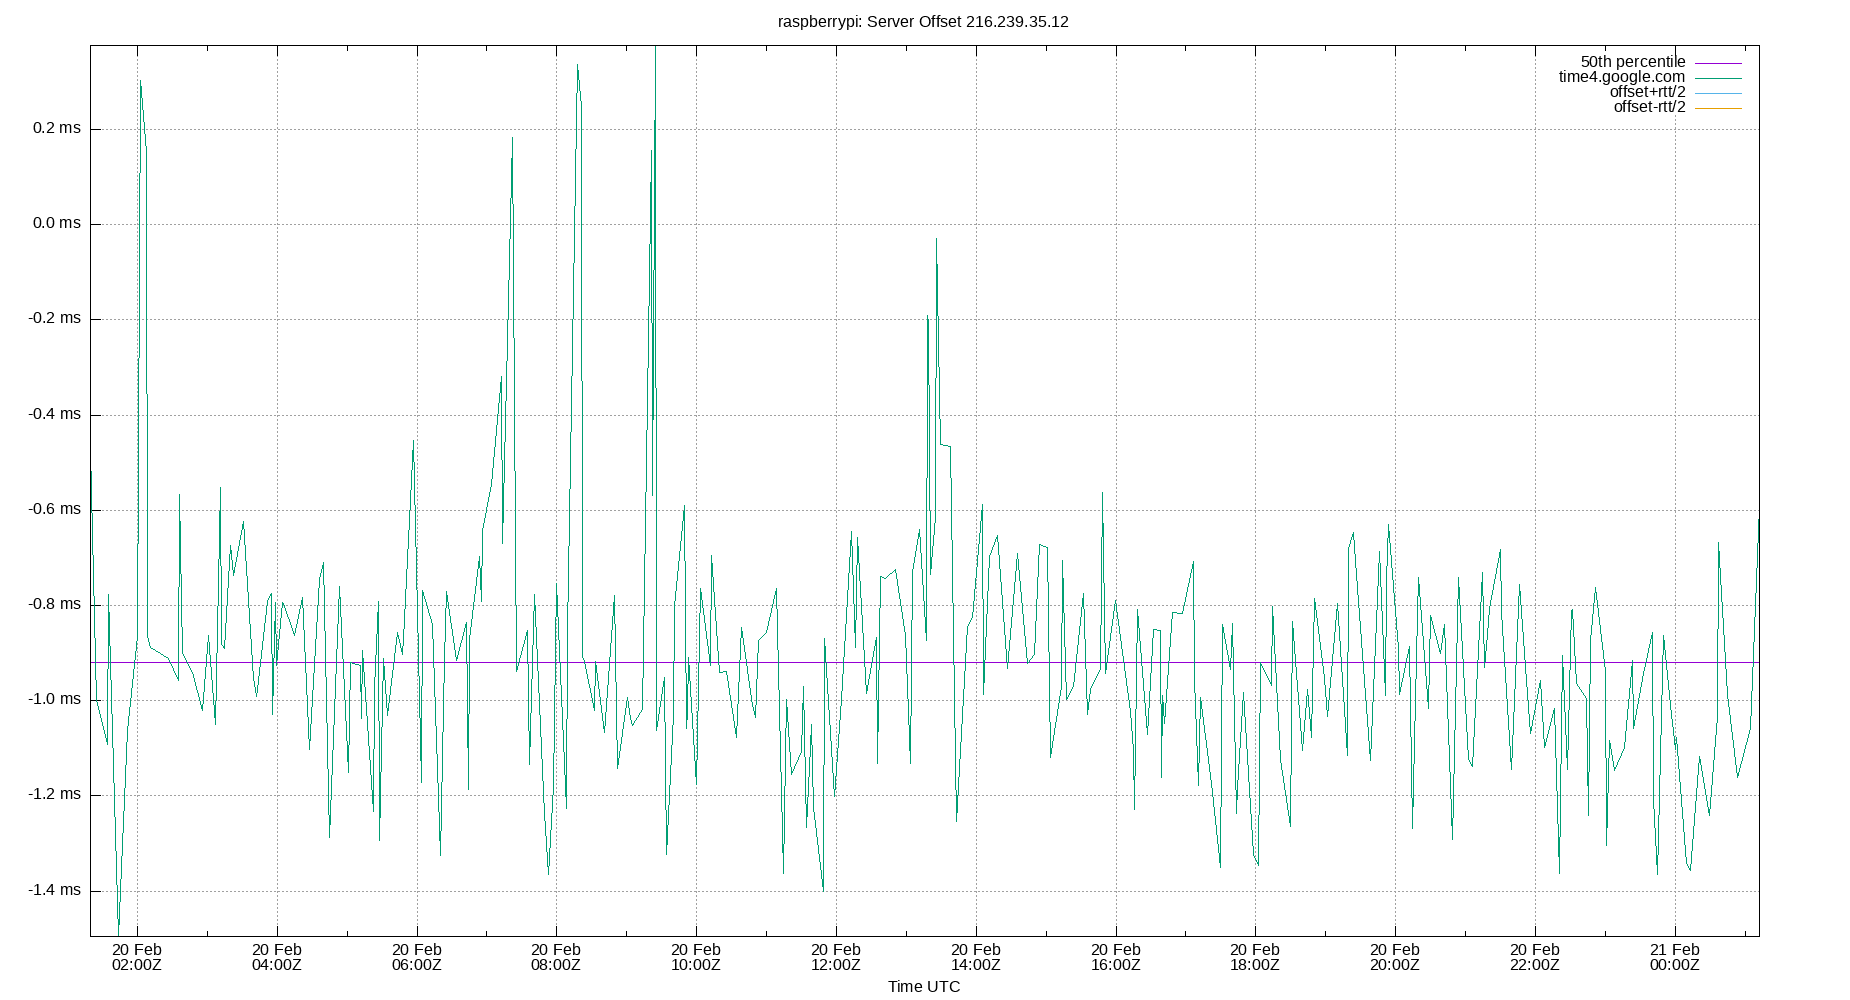 raspberrypi: Server Offset 216.239.35.12
50th percentile
time4.google.com
offset+rtt/2
offset-rtt/2
0.2 ms
0.0 ms
-0.2 ms
-0.4 ms
-0.6 ms
-0.8 ms
-1.0 ms
-1.2 ms
-1.4 ms
20 Feb 20 Feb 20 Feb 20 Feb 20 Feb 20 Feb 20 Feb 20 Feb 20 Feb 20 Feb 20 Feb 21 Feb
02:00Z 04:00Z 06:00Z 08:00Z 10:00Z 12:00Z 14:00Z 16:00Z 18:00Z 20:00Z 22:00Z 00:00Z
Time UTC